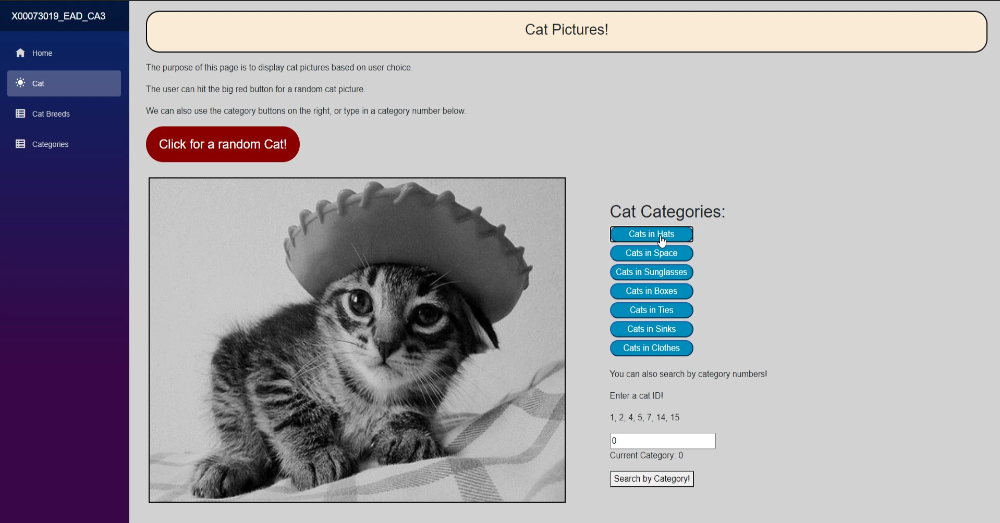 X00073019_EAD_CA3
Home
Cat
Cat Breeds
Categories
Cat Pictures!
The purpose of this page is to display cat pictures based on user choice.
The user can hit the big red button for a random cat picture.
We can also use the category buttons on the right, or type in a category number below.
Click for a random Cat!
Cat Categories:
Cats in Hats
Cats in Space
Cats in Sunglasses
Cats in Boxes
Cats in Ties
Cats in Sinks
Cats in Clothes
You can also search by category numbers!
Enter a cat ID!
1, 2, 4, 5, 7, 14, 15
0
Current Category: 0
Search by Category!